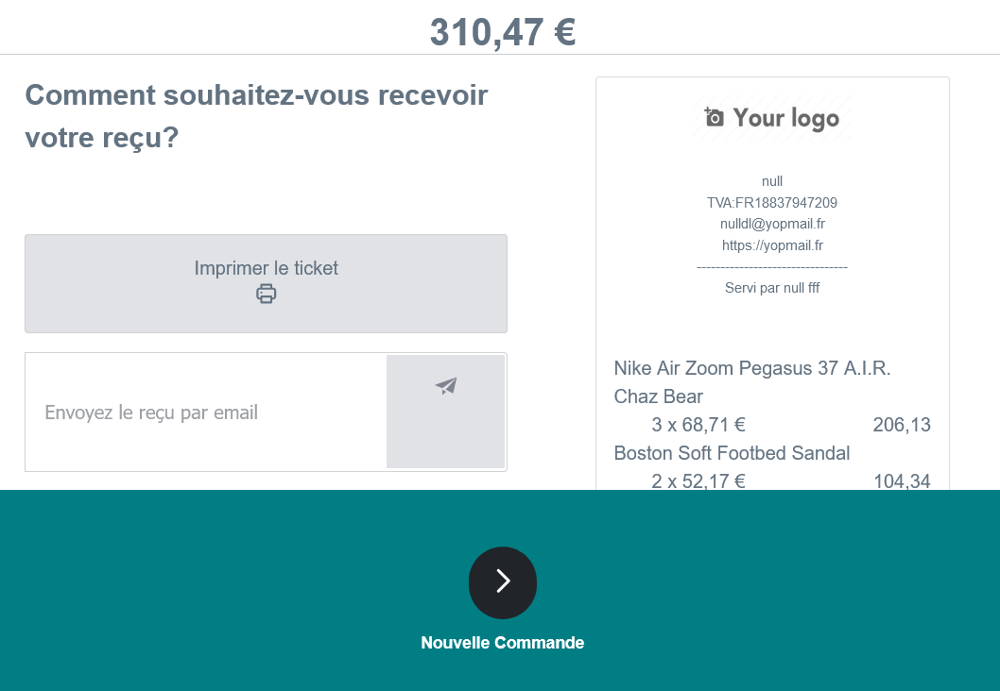 310,47 €
Comment souhaitez-vous recevoir
votre reçu?
Imprimer le ticket
Envoyez le reçu par email
Your logo
null
TVA:FR18837947209
nulldl@yopmail.fr
https://yopmail.fr
--------------------------------
Servi par null fff
Nike Air Zoom Pegasus 37 A.I.R.
Chaz Bear
3 x 68,71 € 206,13
Boston Soft Footbed Sandal
2 x 52,17 € 104,34
Nouvelle Commande